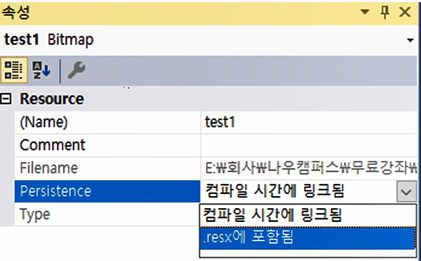 속성
test1 Bitmap
Resource
(Name) test1
Comment
Filename E:\회사\나우캠퍼스\무료강좌\
Persistence 컴파일 시간에 링크됨
Type 컴파일 시간에 링크됨
.resx에 포함됨